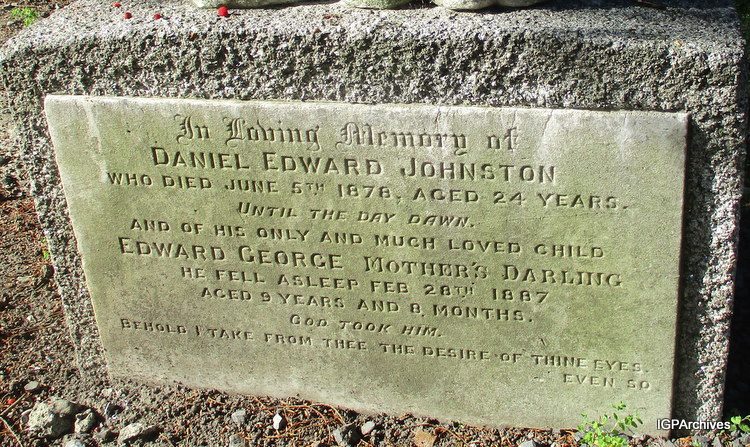 In Loving Memory of
DANIEL EDWARD JOHNSTON
WHO DIED JUNE 5TH 1878, AGED 24 YEARS.
UNTIL THE DAY DAWN.
AND OF HIS ONLY AND MUCH LOVED CHILD
EDWARD GEORGE MOTHER'S DARLING
HE FELL ASLEEP FEB 28TH 1887
AGED 9 YEARS AND 8 MONTHS.
GOD TOOK HIM.
BEHOLD I TAKE FROM THEE THE DESIRE OF THINE EYES.
- EVEN SO
IGPArchives